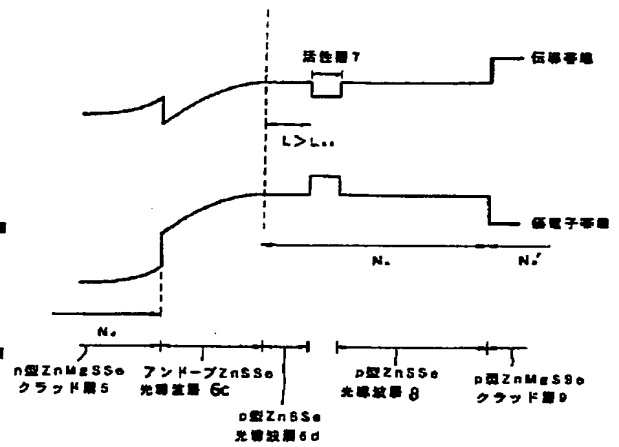 活性層7
伝導帯端
L>L
価電子帯端
Nₐ
Nₐ'
N
n型ZnMgSSe
クラッド層5
アンドープZnSSe
光導波層 6c
p型ZnSSe
光導波層6d
p型ZnSSe
光導波層8
p型ZnMgSSe
クラッド層9